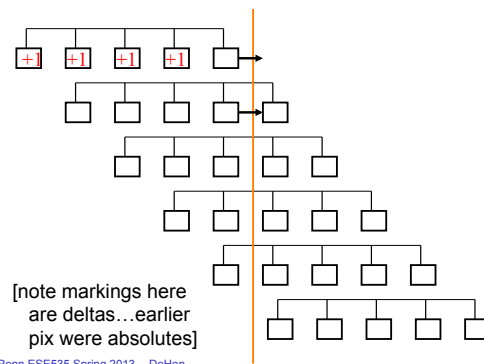 +1 +1 +1 +1
[note markings here
are deltas…earlier
pix were absolutes]
Penn ESE535 Spring 2013 -- DeHon